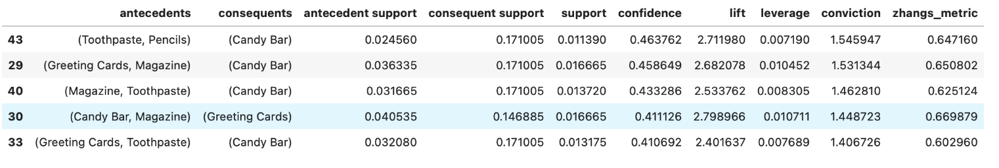 antecedents consequents antecedent support consequent support support confidence lift leverage conviction zhangs_metric
43 (Toothpaste, Pencils) (Candy Bar) 0.024560 0.171005 0.011390 0.463762 2.711980 0.007190 1.545947 0.647160
29 (Greeting Cards, Magazine) (Candy Bar) 0.036335 0.171005 0.016665 0.458649 2.682078 0.010452 1.531344 0.650802
40 (Magazine, Toothpaste) (Candy Bar) 0.031665 0.171005 0.013720 0.433286 2.533762 0.008305 1.462810 0.625124
30 (Candy Bar, Magazine) (Greeting Cards) 0.040535 0.146885 0.016665 0.411126 2.798966 0.010711 1.448723 0.669879
33 (Greeting Cards, Toothpaste) (Candy Bar) 0.032080 0.171005 0.013175 0.410692 2.401637 0.007689 1.406726 0.602960